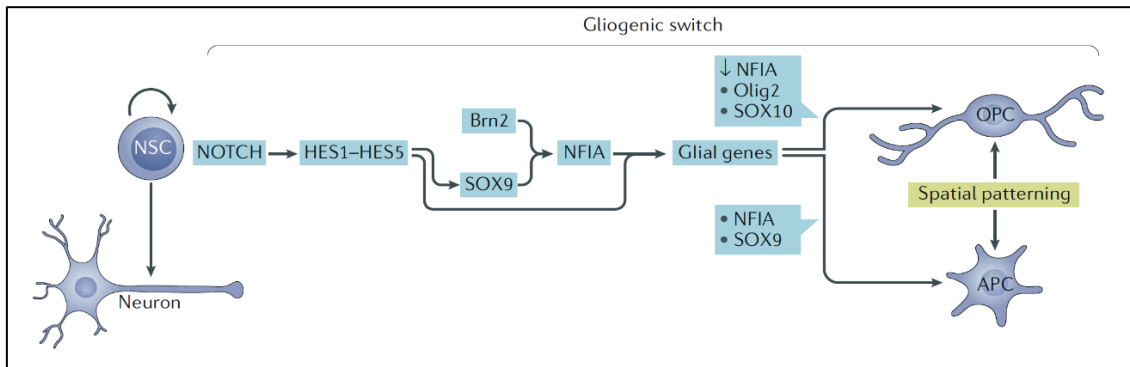 Gliogenic switch
↓ NFIA
• Olig2
• SOX10
OPC
Brn2
NSC
NOTCH
HES1–HES5
NFIA
Glial genes
SOX9
Spatial patterning
• NFIA
• SOX9
APC
Neuron